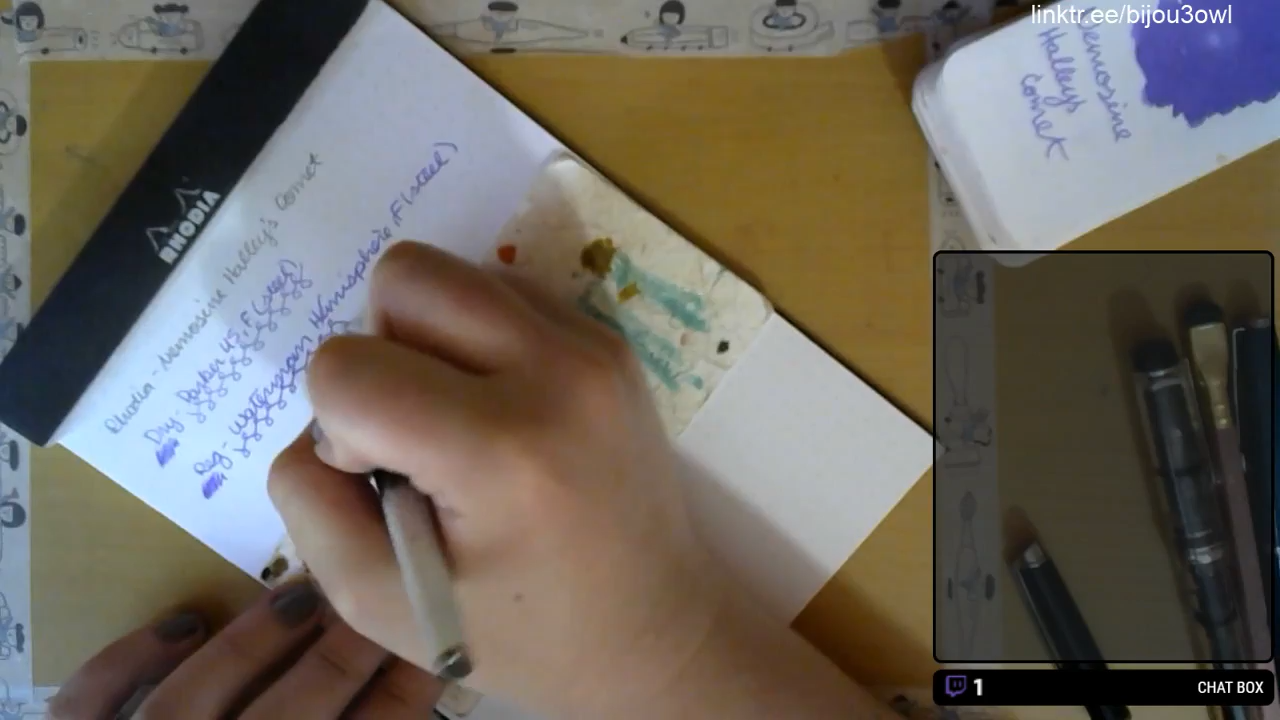 linktr.ee/bijou3owl
Nemosine
Halley's
Comet
RHODIA
Rhodia - Nemosine Halley's Comet
Dry - Parker 45, F (steel)
Reg - Waterman Hémisphère, F (steel)
1
CHAT BOX